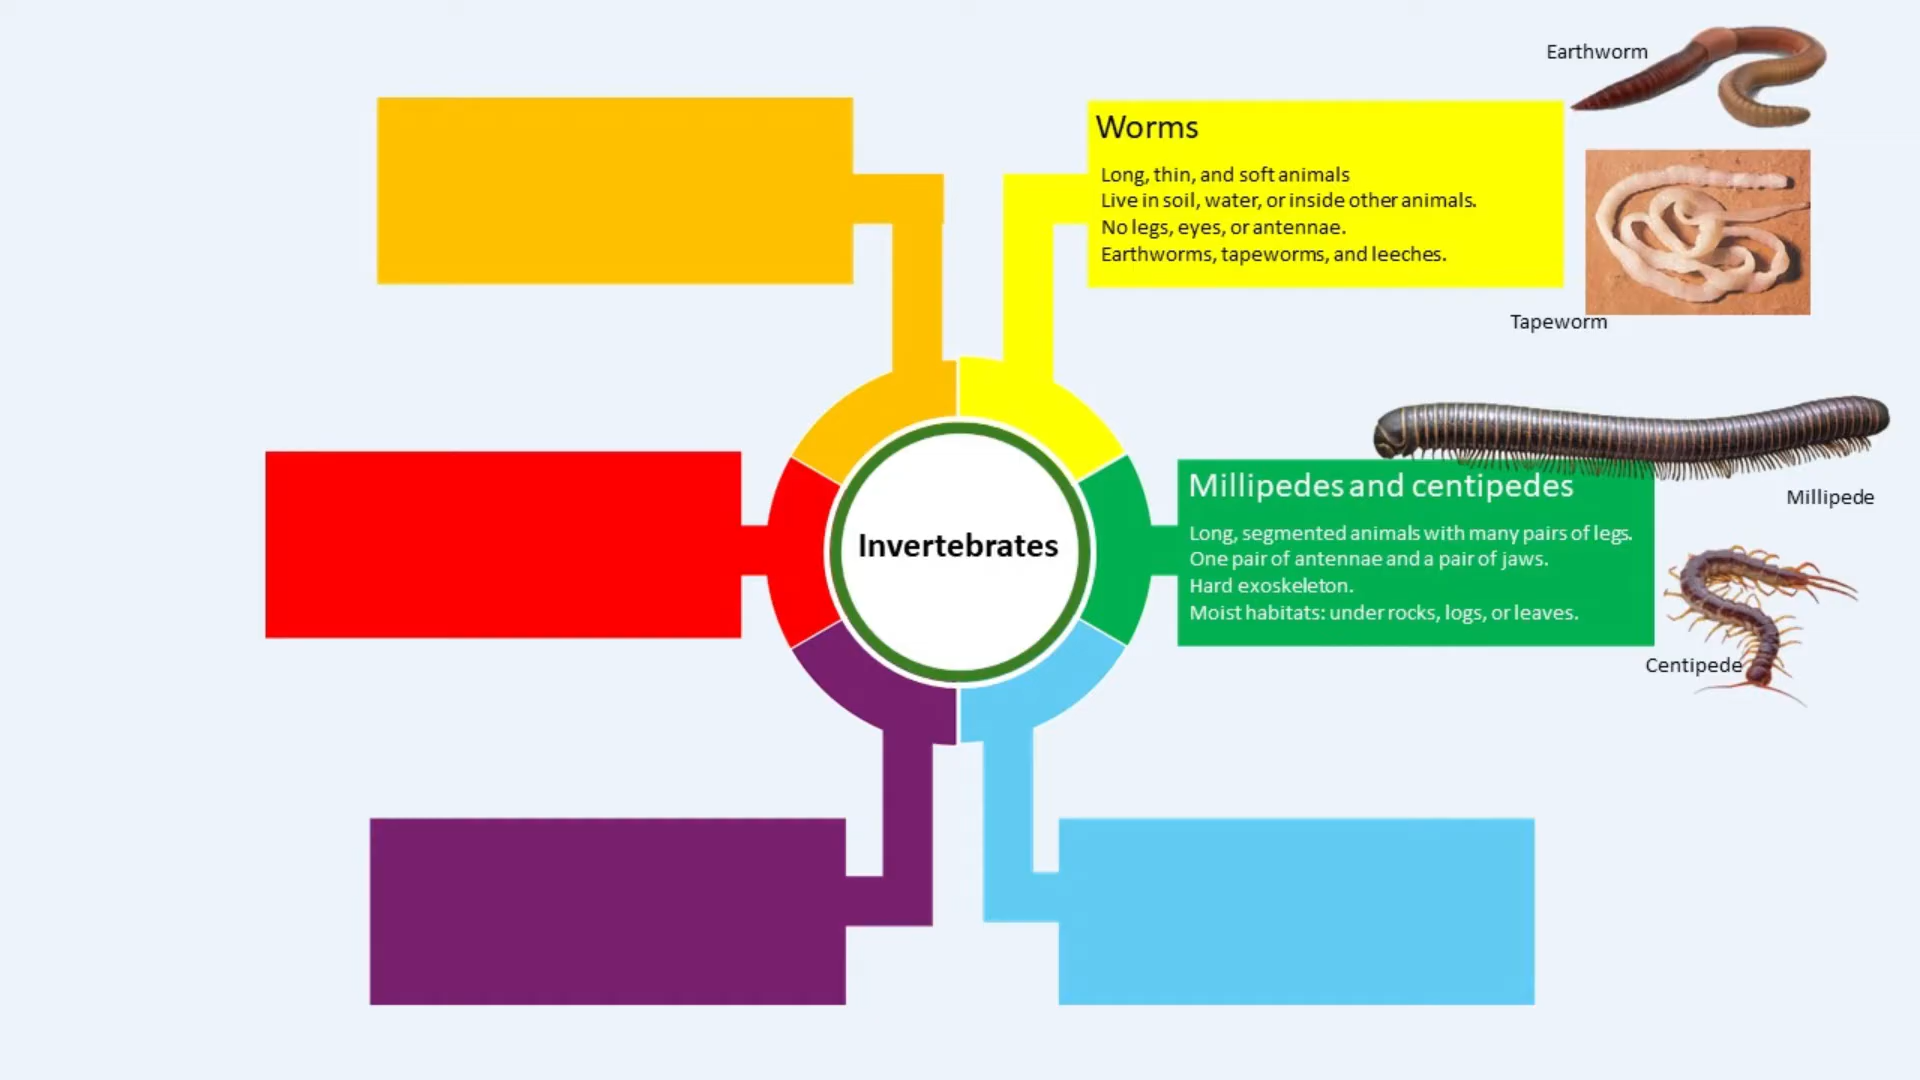 Earthworm
Worms
Long, thin, and soft animals
Live in soil, water, or inside other animals.
No legs, eyes, or antennae.
Earthworms, tapeworms, and leeches.
Tapeworm
Millipedes and centipedes
Millipede
Long, segmented animals with many pairs of legs.
One pair of antennae and a pair of jaws.
Hard exoskeleton.
Moist habitats: under rocks, logs, or leaves.
Centipede
Invertebrates